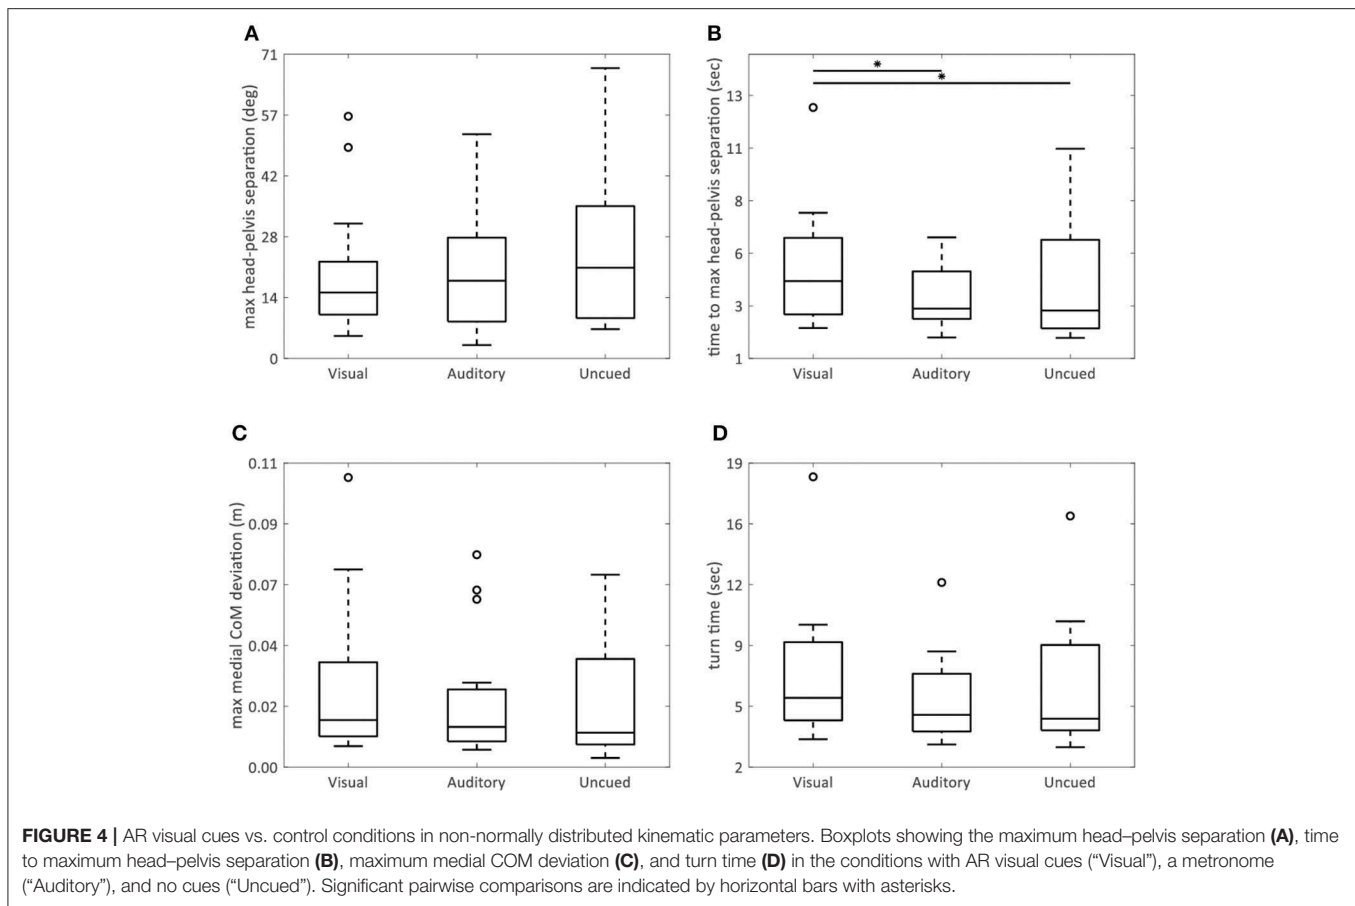 A
max head-pelvis separation (deg)
71
57
42
28
14
0
Visual Auditory Uncued
B
time to max head-pelvis separation (sec)
*
*
13
11
8
6
3
1
Visual Auditory Uncued
C
max medial CoM deviation (m)
0.11
0.09
0.07
0.04
0.02
0.00
Visual Auditory Uncued
D
turn time (sec)
19
16
12
9
5
2
Visual Auditory Uncued
FIGURE 4 | AR visual cues vs. control conditions in non-normally distributed kinematic parameters. Boxplots showing the maximum head–pelvis separation (A), time
to maximum head–pelvis separation (B), maximum medial COM deviation (C), and turn time (D) in the conditions with AR visual cues (“Visual”), a metronome
(“Auditory”), and no cues (“Uncued”). Significant pairwise comparisons are indicated by horizontal bars with asterisks.